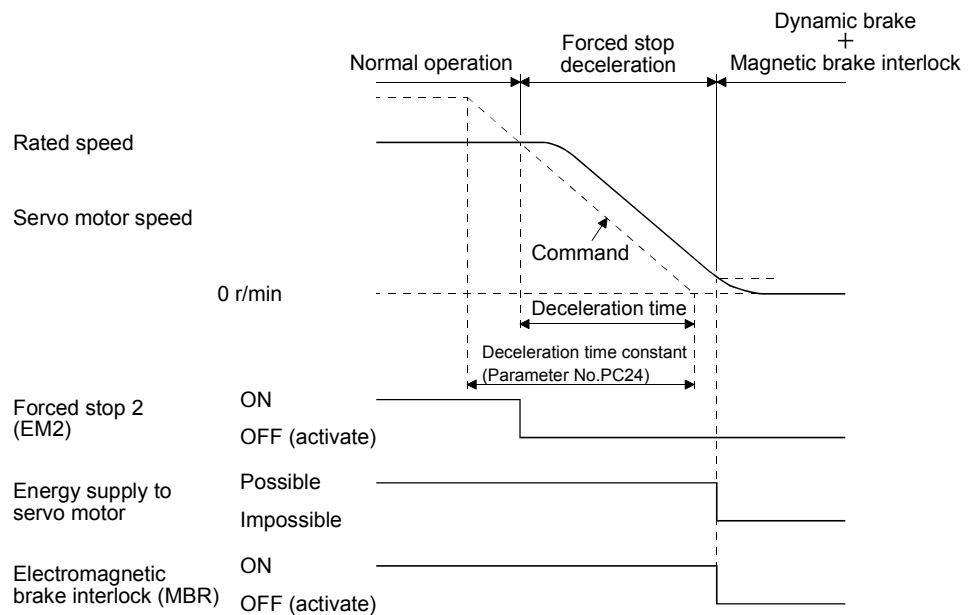 Dynamic brake
+
Magnetic brake interlock
Forced stop
deceleration
Normal operation
Rated speed
Servo motor speed
Command
0 r/min
Deceleration time
Deceleration time constant
(Parameter No.PC24)
Forced stop 2
(EM2)
ON
OFF (activate)
Energy supply to
servo motor
Possible
Impossible
Electromagnetic
brake interlock (MBR)
ON
OFF (activate)